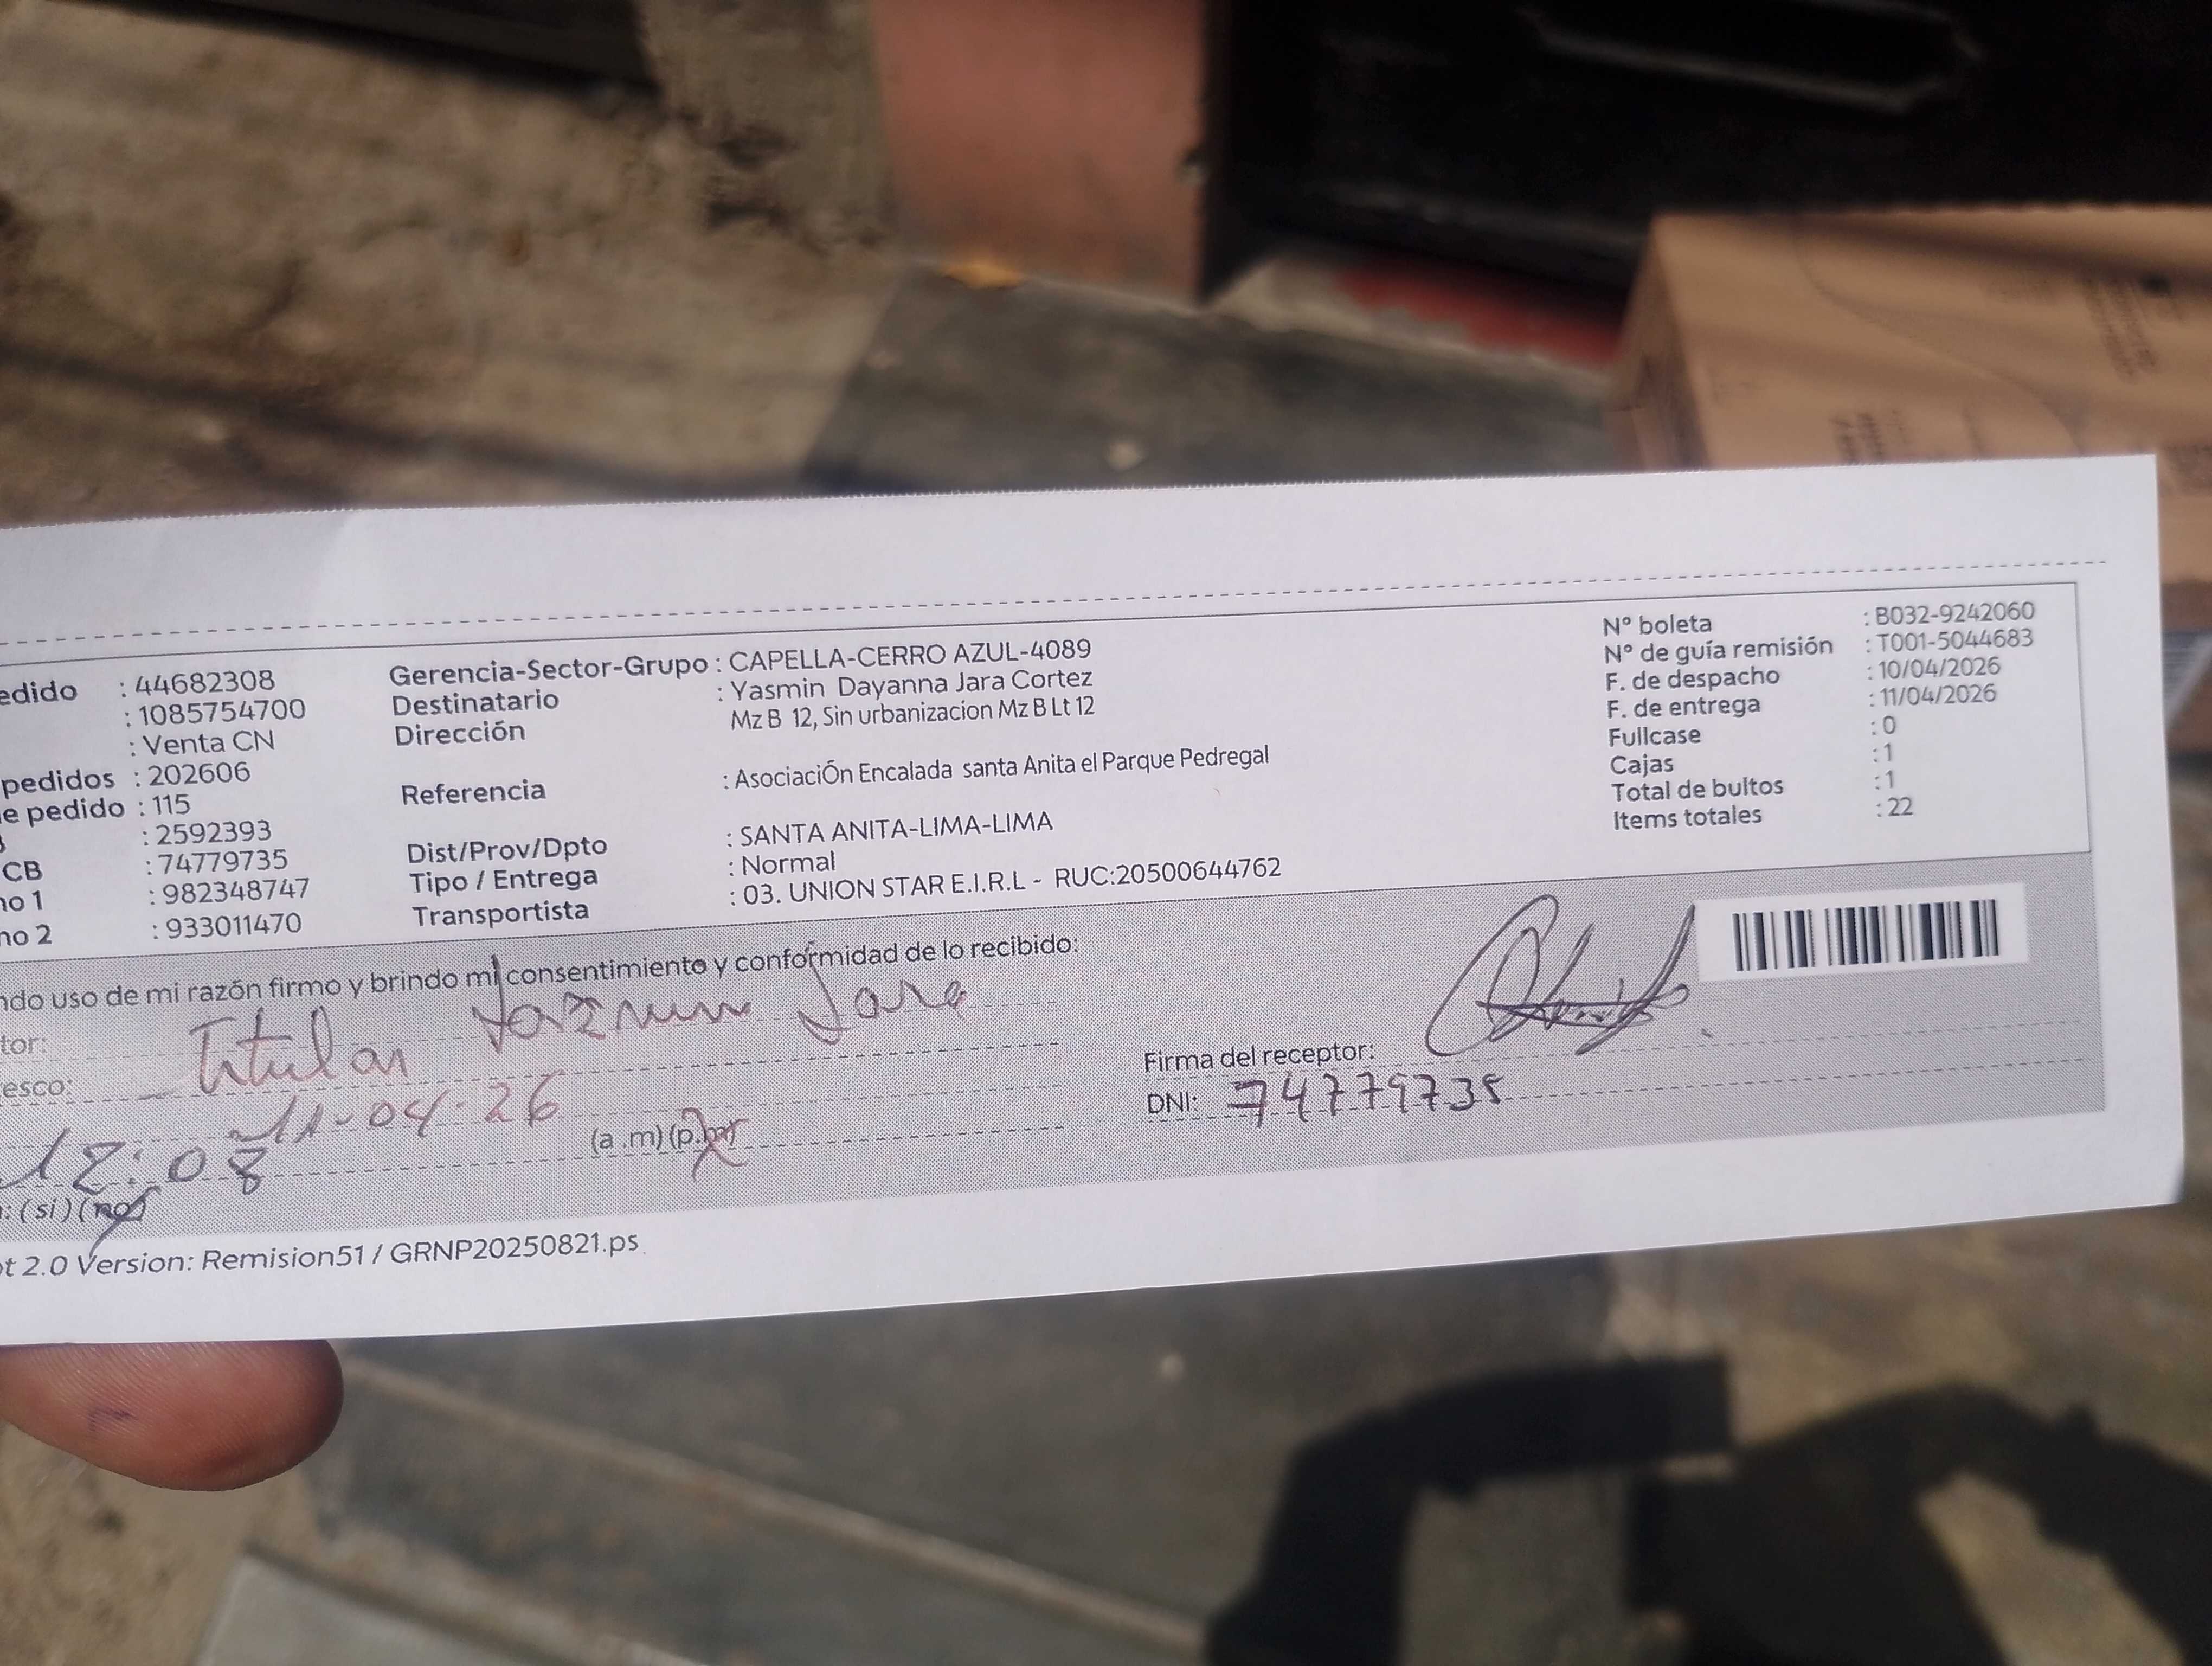 edido : 44682308
: 1085754700
: Venta CN
pedidos : 202606
e pedido : 115
: 2592393
CB : 74779735
no 1 : 982348747
no 2 : 933011470
Gerencia-Sector-Grupo : CAPELLA-CERRO AZUL-4089
Destinatario : Yasmin Dayanna Jara Cortez
Dirección Mz B 12, Sin urbanizacion Mz B Lt 12
Referencia : AsociaciÓn Encalada santa Anita el Parque Pedregal
Dist/Prov/Dpto : SANTA ANITA-LIMA-LIMA
Tipo / Entrega : Normal
Transportista : 03. UNION STAR E.I.R.L - RUC:20500644762
N° boleta : B032-9242060
N° de guía remisión : T001-5044683
F. de despacho : 10/04/2026
F. de entrega : 11/04/2026
Fullcase : 0
Cajas : 1
Total de bultos : 1
Items totales : 22
ndo uso de mi razón firmo y brindo mi consentimiento y conformidad de lo recibido:
tor: Jara
esco: Titular
11-04-26
12:08 (a .m) (p.m)
: (si) (no)
Firma del receptor:
DNI: 74779735
t 2.0 Version: Remision51 / GRNP20250821.ps